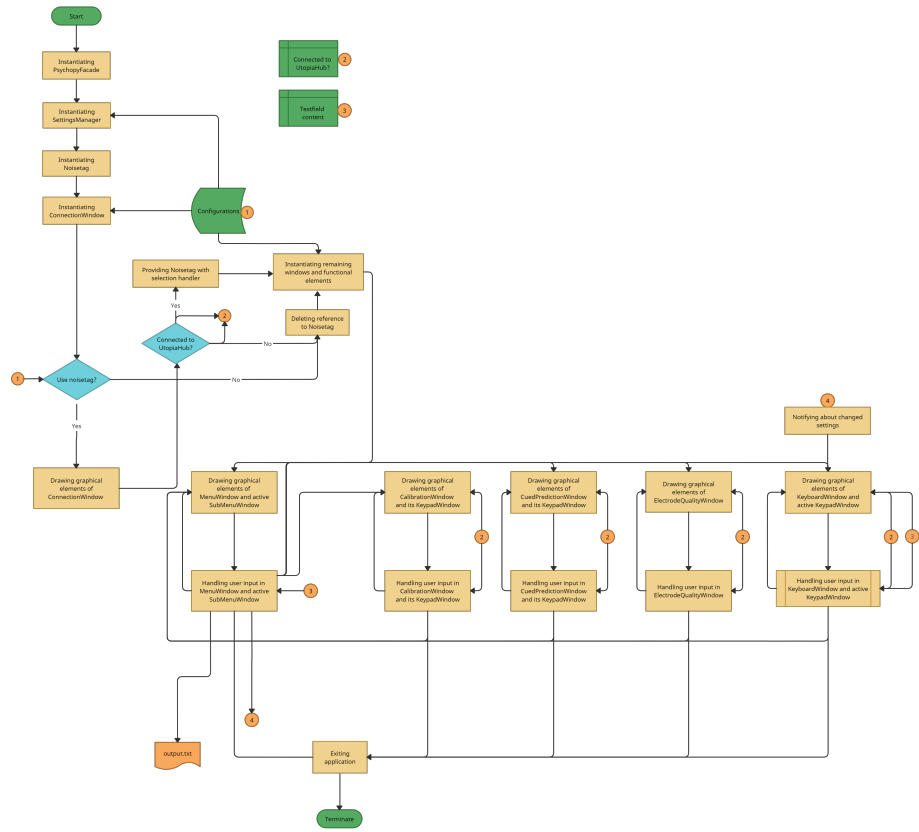 Start
Instantiating
PsychopyFacade
Connected to
UtopiaHub?
2
Instantiating
SettingsManager
Textfield
content
3
Instantiating
Noisetag
Instantiating
ConnectionWindow
Configurations
1
Providing Noisetag with
selection handler
Instantiating remaining
windows and functional
elements
Yes
2
Deleting reference
to Noisetag
Connected to
UtopiaHub?
No
1
Use noisetag?
No
Yes
4
Notifying about changed
settings
Drawing graphical
elements of
ConnectionWindow
Drawing graphical
elements of
MenuWindow and active
SubMenuWindow
Drawing graphical
elements of
CalibrationWindow
and its KeypadWindow
Drawing graphical
elements of
CuedPredictionWindow
and its KeypadWindow
Drawing graphical
elements of
ElectrodeQualityWindow
Drawing graphical
elements of
KeyboardWindow and
active KeypadWindow
2
2
2
2
3
Handling user input in
MenuWindow and active
SubMenuWindow
3
Handling user input in
CalibrationWindow
and its KeypadWindow
Handling user input in
CuedPredictionWindow
and its KeypadWindow
Handling user input in
ElectrodeQualityWindow
Handling user input in
KeyboardWindow and active
KeypadWindow
4
output.txt
Exiting
application
Terminate